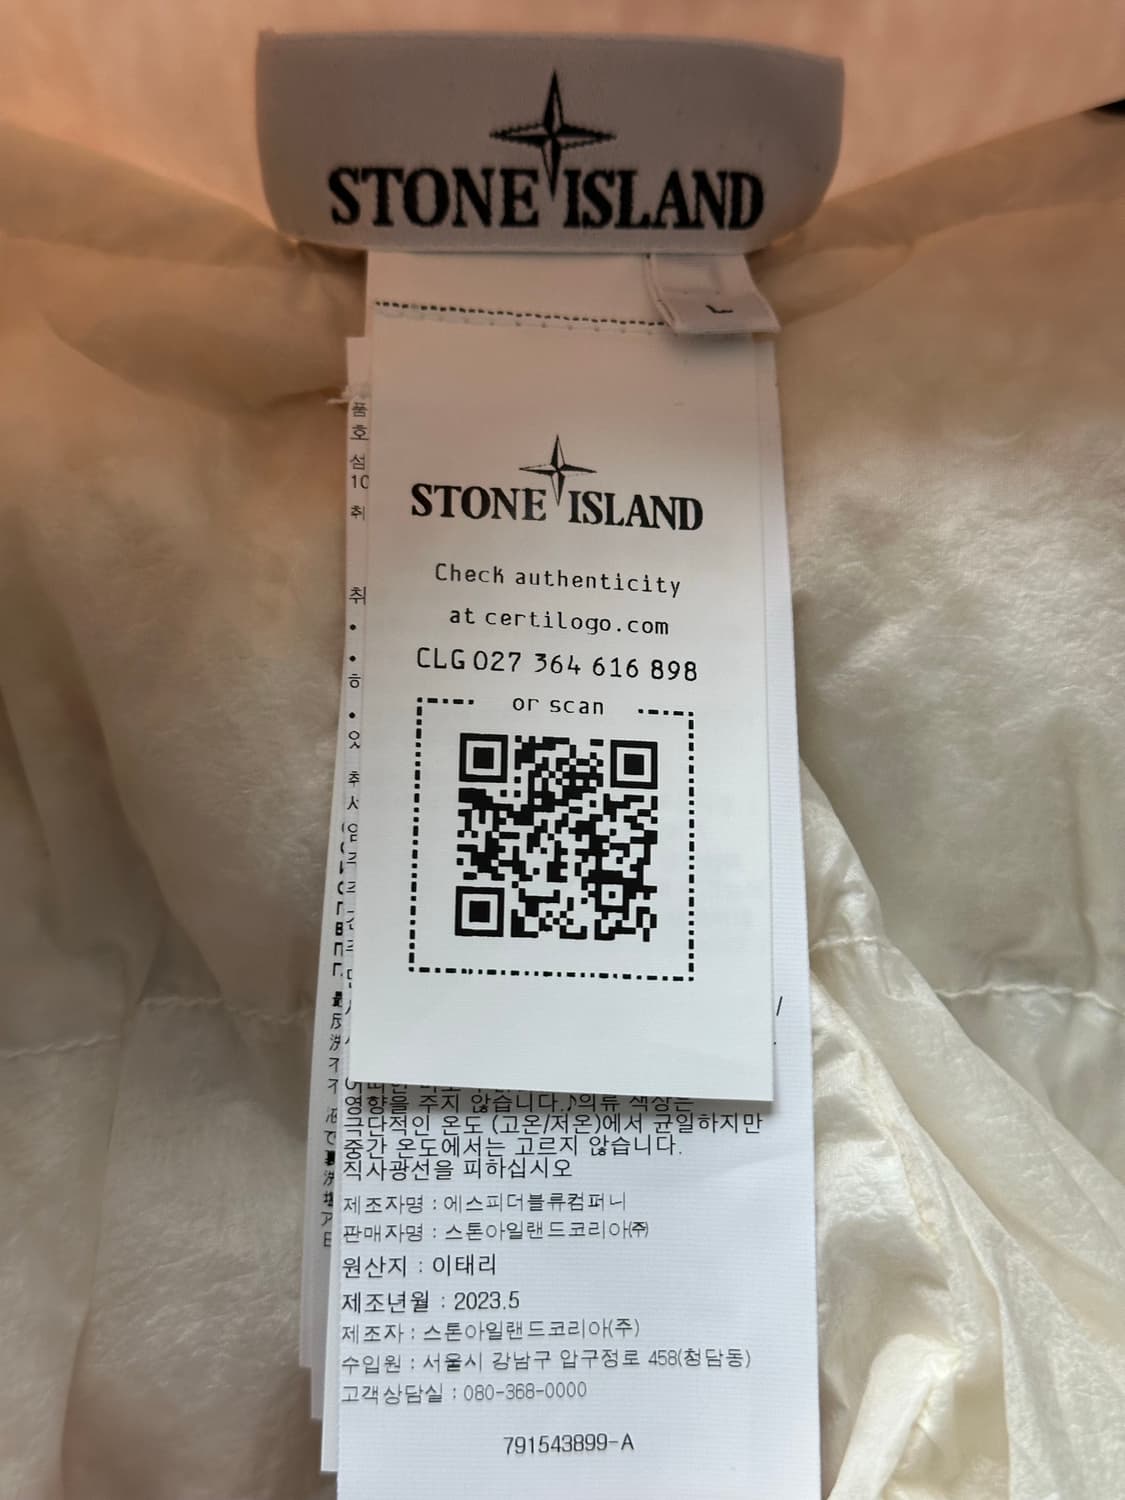 STONE ISLAND
L
STONE ISLAND
Check authenticity
at certilogo.com
CLG 027 364 616 898
or scan
품
호
섬
10
취
취
영향을 주지 않습니다.♪의류 색상은
극단적인 온도 (고온/저온)에서 균일하지만
중간 온도에서는 고르지 않습니다.
직사광선을 피하십시오
제조자명 : 에스피더블류컴퍼니
판매자명 : 스톤아일랜드코리아㈜
원산지 : 이태리
제조년월 : 2023.5
제조자 : 스톤아일랜드코리아(주)
수입원 : 서울시 강남구 압구정로 458(청담동)
고객상담실 : 080-368-0000
791543899-A